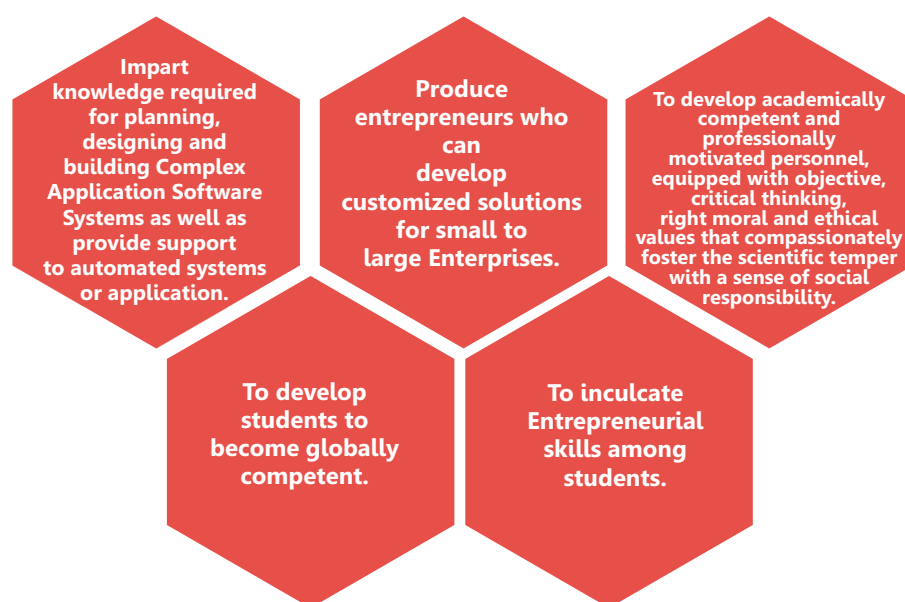 Impart
knowledge required
for planning,
designing and
building Complex
Application Software
Systems as well as
provide support
to automated systems
or application.
Produce
entrepreneurs who
can
develop
customized solutions
for small to
large Enterprises.
To develop academically
competent and
professionally
motivated personnel,
equipped with objective,
critical thinking,
right moral and ethical
values that compassionately
foster the scientific temper
with a sense of social
responsibility.
To develop
students to
become globally
competent.
To inculcate
Entrepreneurial
skills among
students.